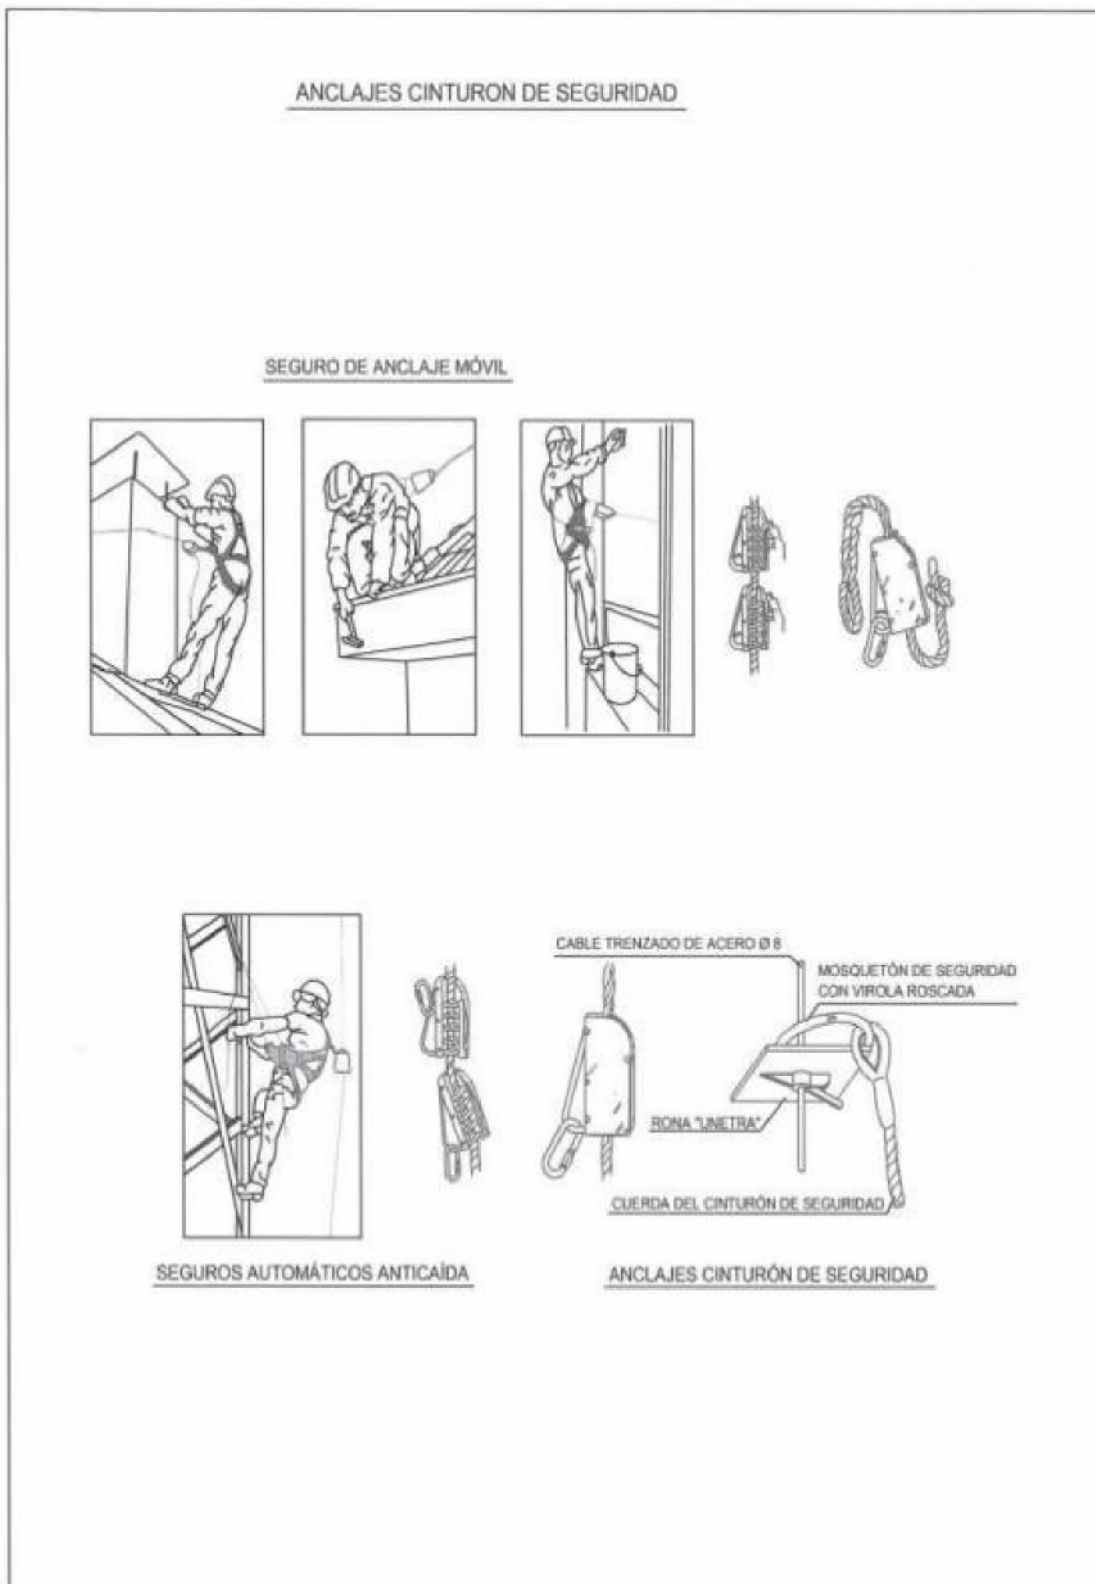 ANCLAJES CINTURON DE SEGURIDAD
SEGURO DE ANCLAJE MÓVIL
CABLE TRENZADO DE ACERO Ø 8
MOSQUETÓN DE SEGURIDAD
CON VIROLA ROSCADA
RONA "UNETRA"
CUERDA DEL CINTURÓN DE SEGURIDAD
SEGUROS AUTOMÁTICOS ANTICAÍDA
ANCLAJES CINTURÓN DE SEGURIDAD